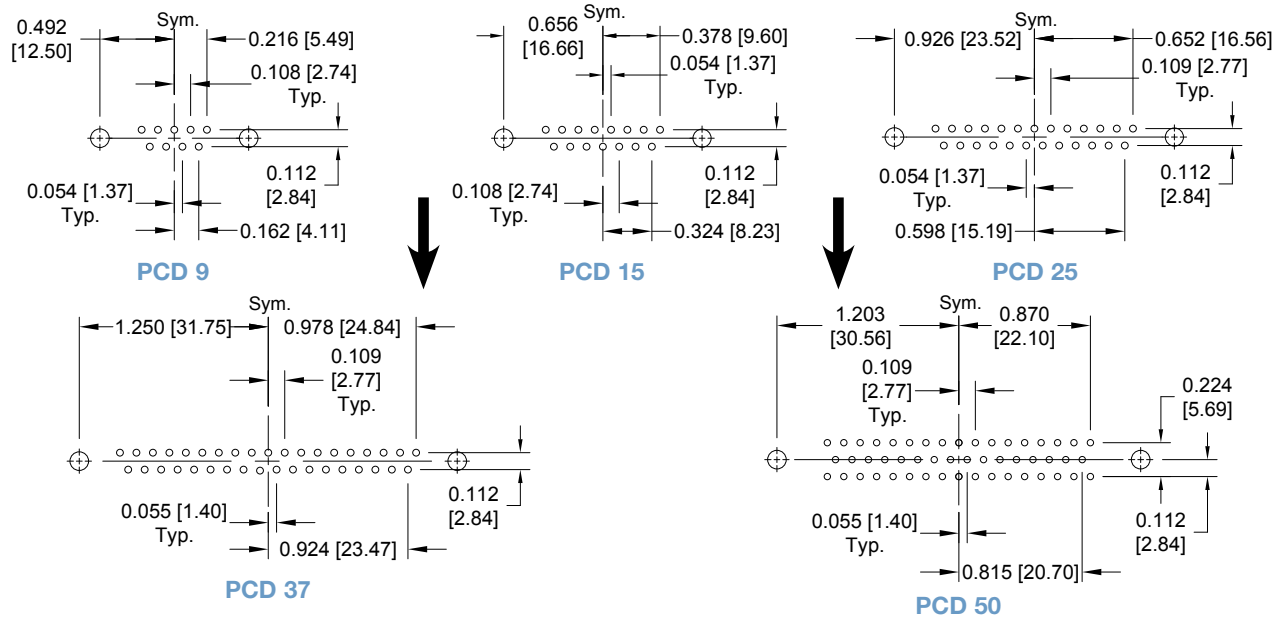 0.492
[12.50]
Sym.
0.216 [5.49]
0.108 [2.74]
Typ.
0.112
[2.84]
0.054 [1.37]
Typ.
0.162 [4.11]
PCD 9
0.656
[16.66]
Sym.
0.378 [9.60]
0.054 [1.37]
Typ.
0.108 [2.74]
Typ.
0.112
[2.84]
0.324 [8.23]
PCD 15
0.926 [23.52]
Sym.
0.652 [16.56]
0.109 [2.77]
Typ.
0.054 [1.37]
Typ.
0.112
[2.84]
0.598 [15.19]
PCD 25
Sym.
1.250 [31.75]
0.978 [24.84]
0.109
[2.77]
Typ.
0.055 [1.40]
Typ.
0.112
[2.84]
0.924 [23.47]
PCD 37
Sym.
1.203
[30.56]
0.870
[22.10]
0.109
[2.77]
Typ.
0.224
[5.69]
0.055 [1.40]
Typ.
0.112
[2.84]
0.815 [20.70]
PCD 50